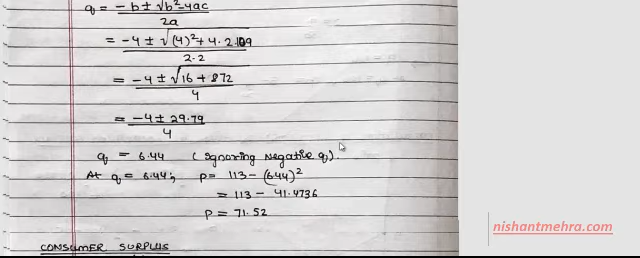 q = -b ± √b²-4ac / 2a
= -4 ± √(4)²+4.2.109 / 2.2
= -4 ± √16 + 872 / 4
= -4 ± 29.79 / 4
q = 6.44 (Ignoring Negative q).
At q = 6.44; p = 113 - (6.44)²
= 113 - 41.4736
p = 71.52
nishantmehra.com
CONSUMER SURPLUS